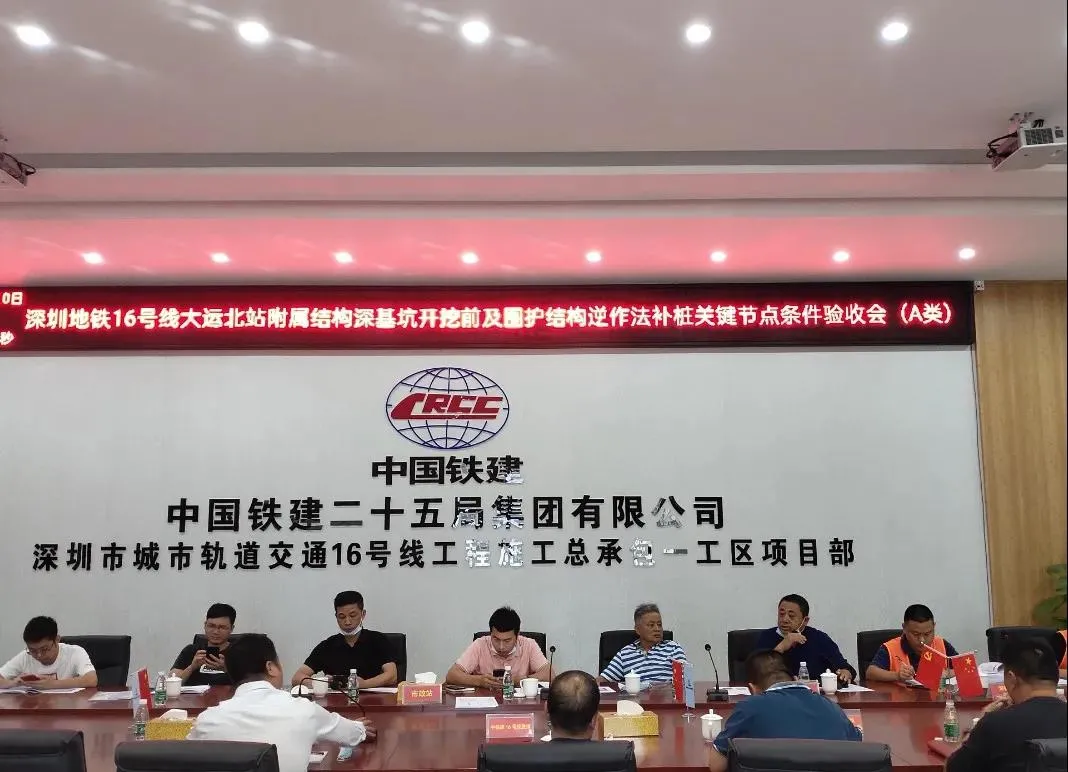 0日
秒
深圳地铁16号线大运北站附属结构深基坑开挖前及围护结构逆作法补桩关键节点条件验收会（A类）
CRCC
中国铁建
中国铁建二十五局集团有限公司
深圳市城市轨道交通16号线工程施工总承包一工区项目部
市政站